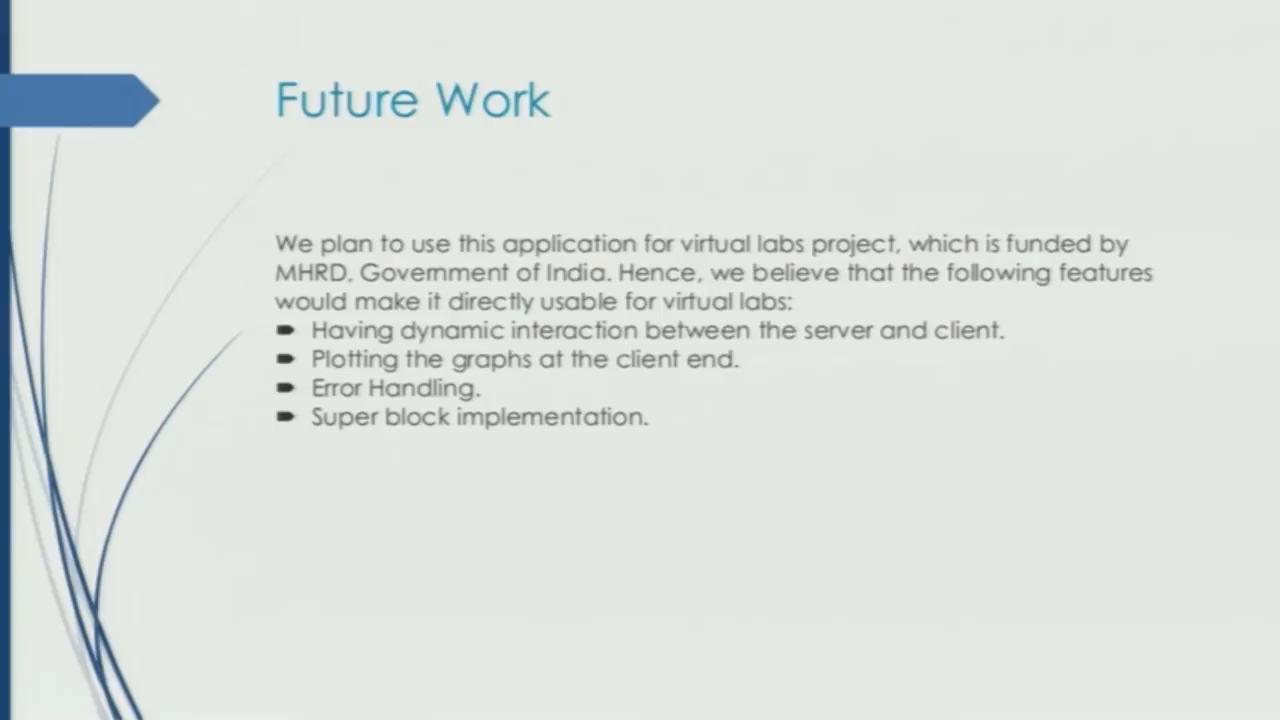 Future Work
We plan to use this application for virtual labs project, which is funded by
MHRD, Government of India. Hence, we believe that the following features
would make it directly usable for virtual labs:
Having dynamic interaction between the server and client.
Plotting the graphs at the client end.
Error Handling.
Super block implementation.